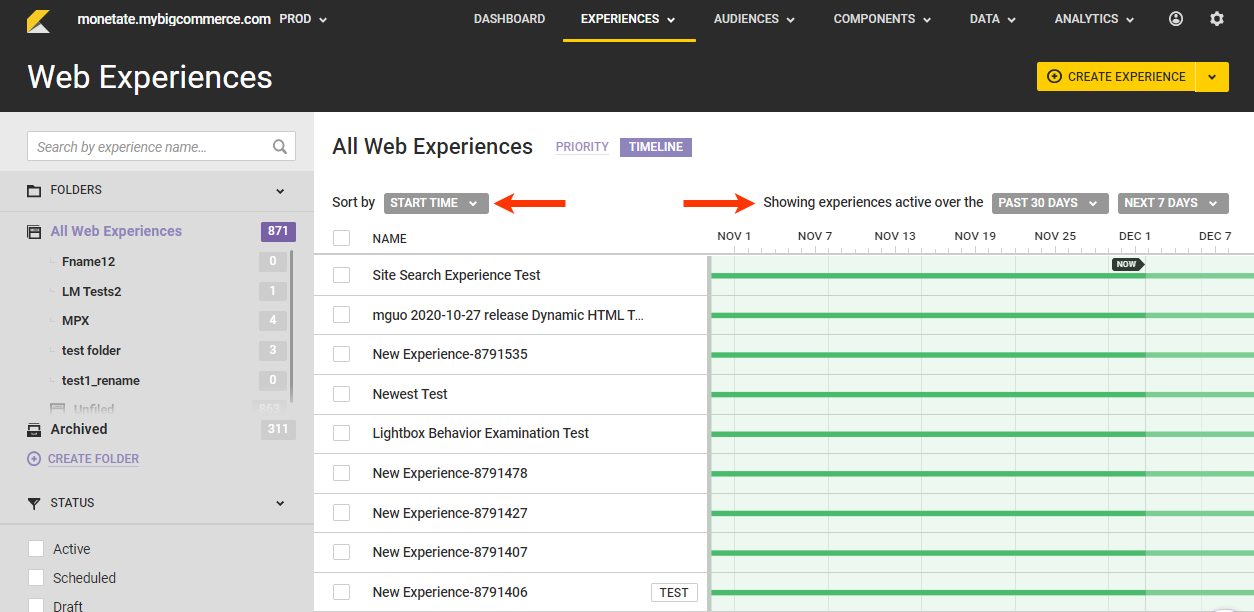 monetate.mybigcommerce.com PROD
DASHBOARD EXPERIENCES AUDIENCES COMPONENTS DATA ANALYTICS
Web Experiences
CREATE EXPERIENCE
Search by experience name...
FOLDERS
All Web Experiences 871
Fname12 0
LM Tests2 1
MPX 4
test folder 3
test1_rename 0
Unfiled 863
Archived 311
CREATE FOLDER
STATUS
Active
Scheduled
Draft
All Web Experiences PRIORITY TIMELINE
Sort by START TIME
Showing experiences active over the PAST 30 DAYS NEXT 7 DAYS
NAME
NOV 1 NOV 7 NOV 13 NOV 19 NOV 25 DEC 1 DEC 7
NOW
Site Search Experience Test
mguo 2020-10-27 release Dynamic HTML T...
New Experience-8791535
Newest Test
Lightbox Behavior Examination Test
New Experience-8791478
New Experience-8791427
New Experience-8791407
New Experience-8791406 TEST